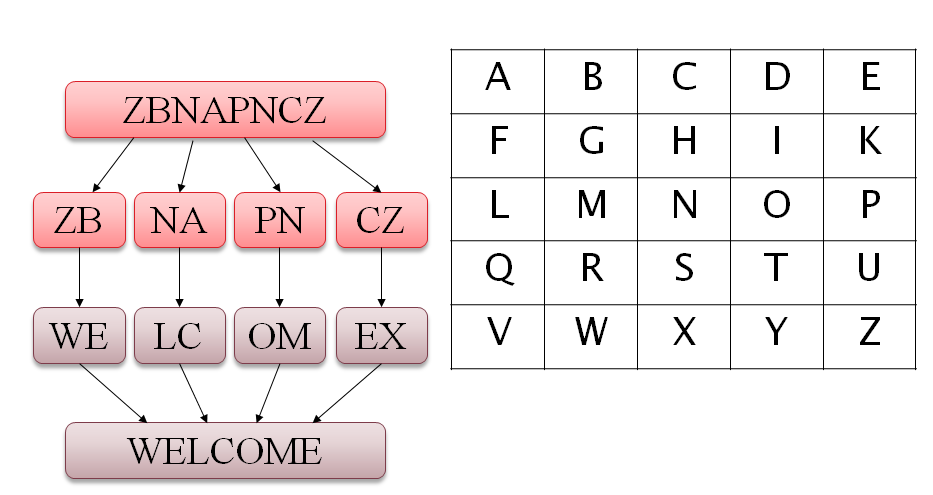 ZBNAPNCZ
ZB NA PN CZ
WE LC OM EX
WELCOME
A B C D E
F G H I K
L M N O P
Q R S T U
V W X Y Z